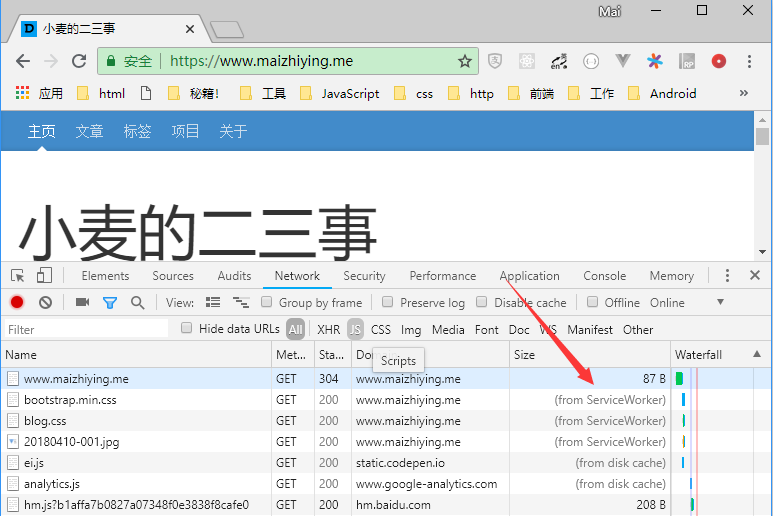 Mai
小麦的二三事
安全 https://www.maizhiying.me
应用 html 秘籍! 工具 JavaScript css http 前端 工作 Android »
主页 文章 标签 项目 关于
小麦的二三事
Elements Sources Audits Network Security Performance Application Console Memory
View: Group by frame Preserve log Disable cache Offline Online
Filter Hide data URLs All XHR JS CSS Img Media Font Doc WS Manifest Other
Name Met... Sta... Do Size Waterfall
Scripts
www.maizhiying.me GET 304 www.maizhiying.me 87 B
bootstrap.min.css GET 200 www.maizhiying.me (from ServiceWorker)
blog.css GET 200 www.maizhiying.me (from ServiceWorker)
20180410-001.jpg GET 200 www.maizhiying.me (from ServiceWorker)
ei.js GET 200 static.codepen.io (from disk cache)
analytics.js GET 200 www.google-analytics.com (from disk cache)
hm.js?b1affa7b0827a07348f0e3838f8cafe0 GET 200 hm.baidu.com 208 B